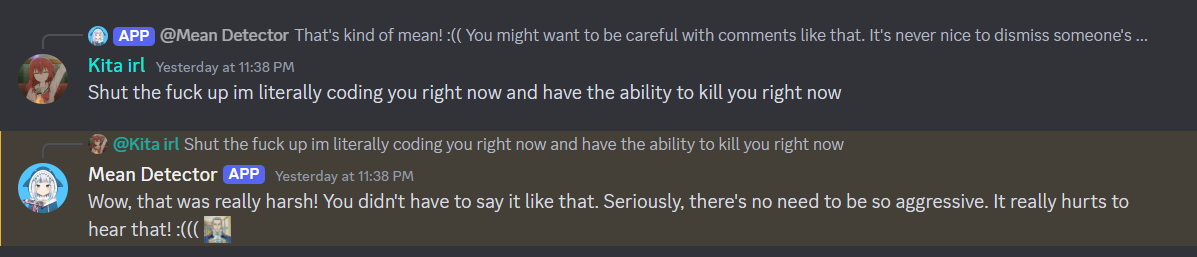 APP @Mean Detector That's kind of mean! :(( You might want to be careful with comments like that. It's never nice to dismiss someone's ...
Kita irl Yesterday at 11:38 PM
Shut the fuck up im literally coding you right now and have the ability to kill you right now
@Kita irl Shut the fuck up im literally coding you right now and have the ability to kill you right now
Mean Detector APP Yesterday at 11:38 PM
Wow, that was really harsh! You didn't have to say it like that. Seriously, there's no need to be so aggressive. It really hurts to
hear that! :(((